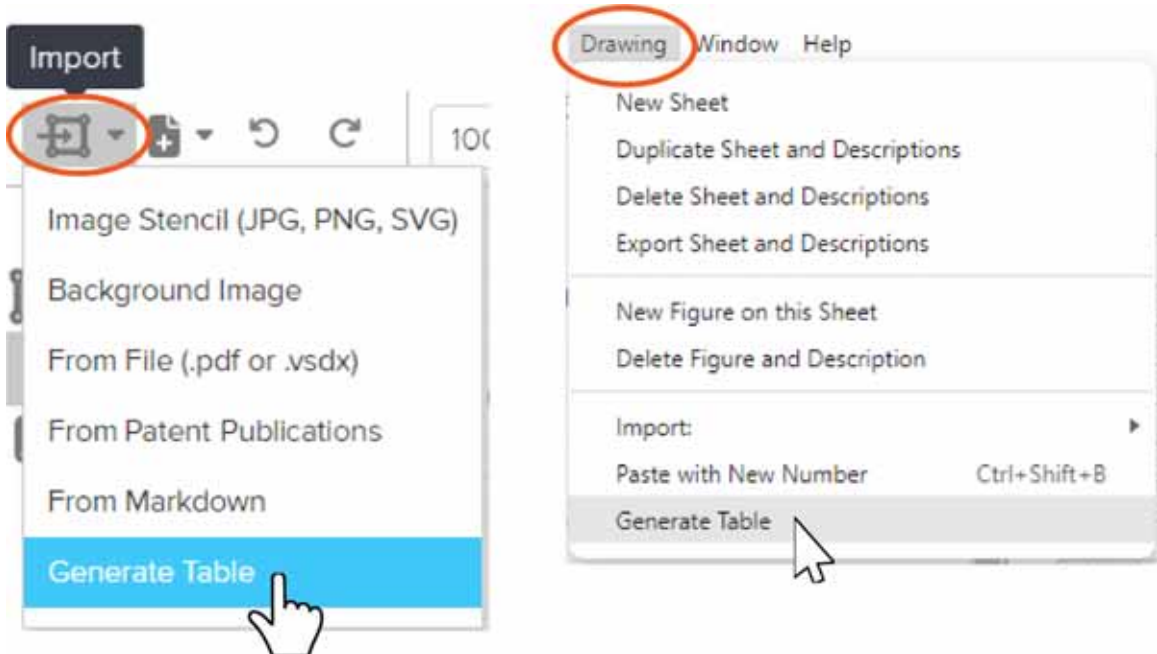 Import
100
Image Stencil (JPG, PNG, SVG)
Background Image
From File (.pdf or .vsdx)
From Patent Publications
From Markdown
Generate Table
Drawing Window Help
New Sheet
Duplicate Sheet and Descriptions
Delete Sheet and Descriptions
Export Sheet and Descriptions
New Figure on this Sheet
Delete Figure and Description
Import:
Paste with New Number Ctrl+Shift+B
Generate Table